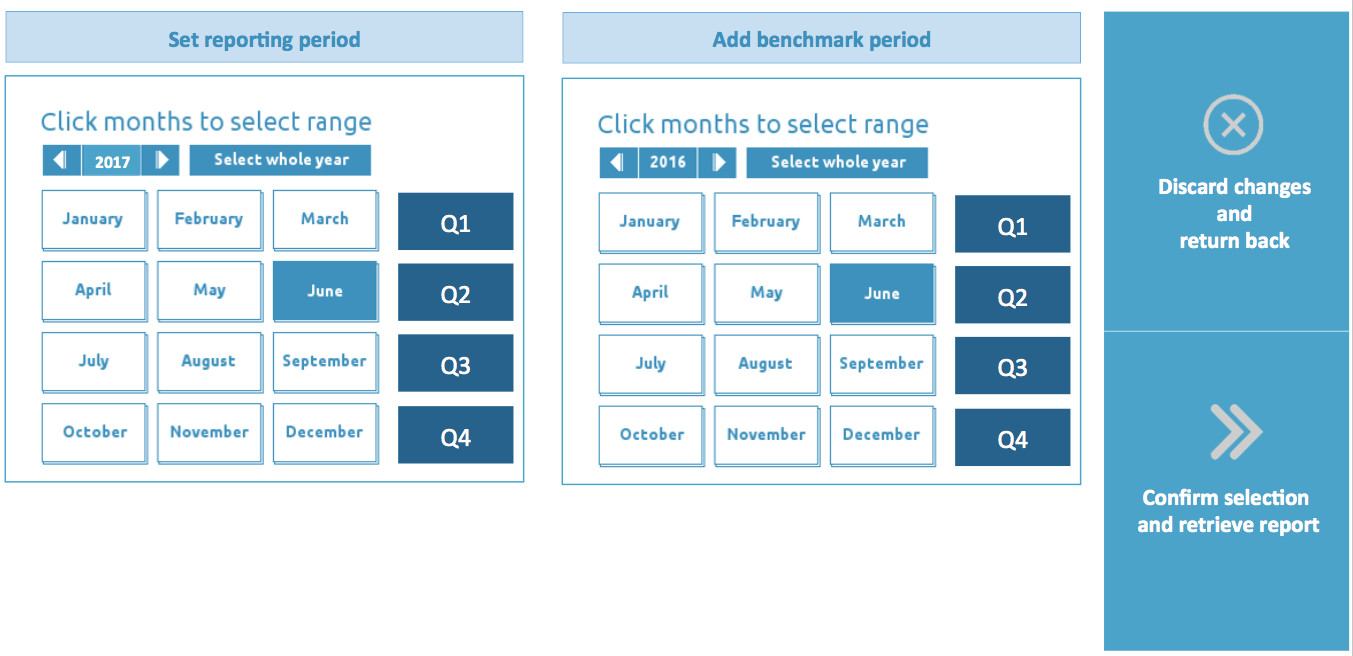 Set reporting period
Click months to select range
2017 Select whole year
January February March Q1
April May June Q2
July August September Q3
October November December Q4
Add benchmark period
Click months to select range
2016 Select whole year
January February March Q1
April May June Q2
July August September Q3
October November December Q4
Discard changes
and
return back
Confirm selection
and retrieve report